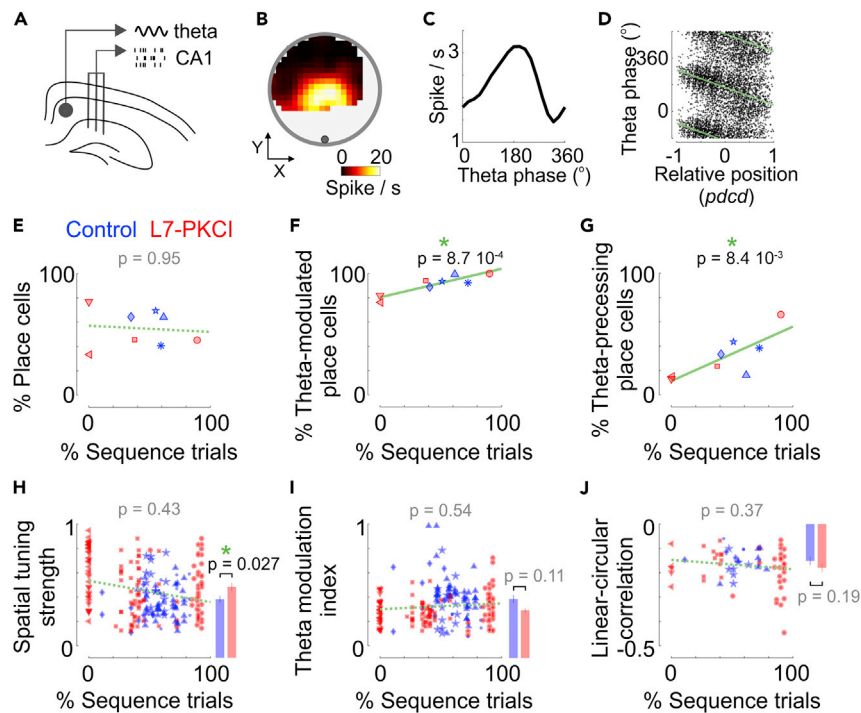 A
theta
CA1
B
Y
X
0 20
Spike / s
C
Spike / s
3
1
0 180 360
Theta phase (°)
D
Theta phase (°)
360
0
-1 0 1
Relative position
(pdcd)
E
Control L7-PKCI
p = 0.95
% Place cells
100
0
0 100
% Sequence trials
F
*
p = 8.7 10-4
% Theta-modulated
place cells
100
0
0 100
% Sequence trials
G
*
p = 8.4 10-3
% Theta-precessing
place cells
100
0
0 100
% Sequence trials
H
p = 0.43
*
p = 0.027
Spatial tuning
strength
1
0
0 100
% Sequence trials
I
p = 0.54
0.11
Theta modulation
index
1
0
0 100
% Sequence trials
J
p = 0.37
p = 0.19
Linear-circular
correlation
0
-0.5
0 100
% Sequence trials